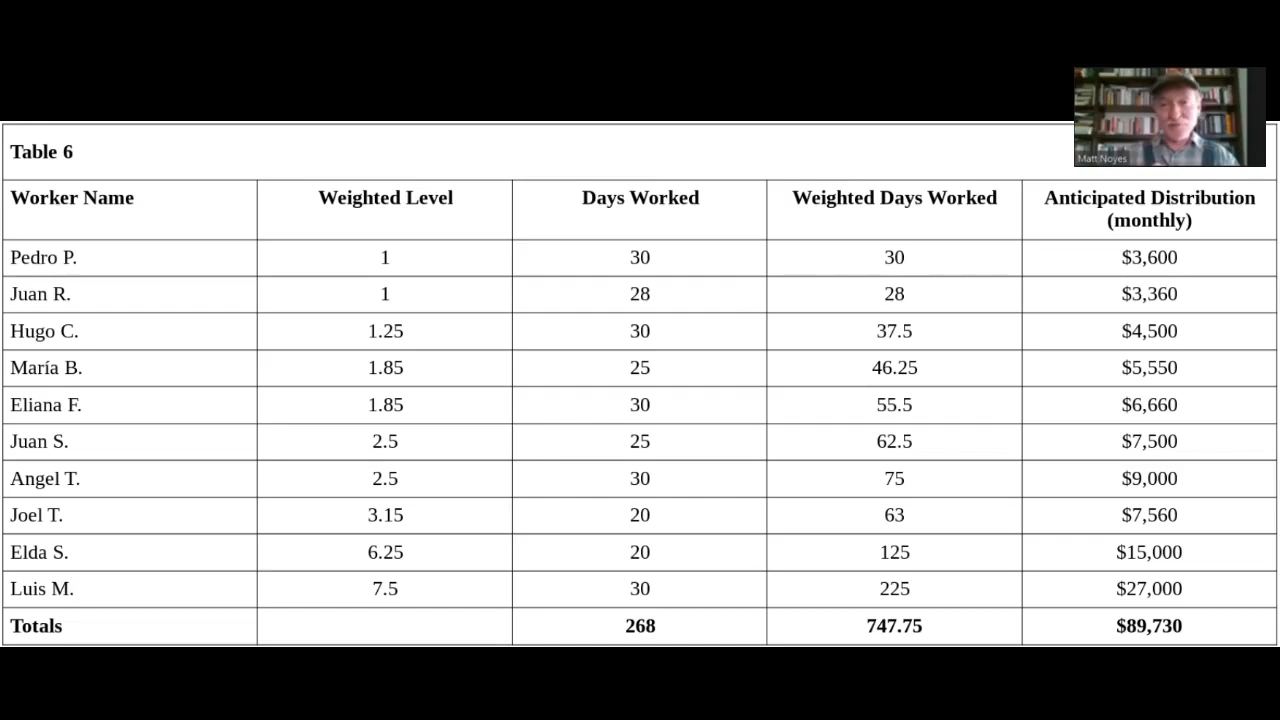 Matt Noyes
Table 6
Worker Name Weighted Level Days Worked Weighted Days Worked Anticipated Distribution
(monthly)
Pedro P. 1 30 30 $3,600
Juan R. 1 28 28 $3,360
Hugo C. 1.25 30 37.5 $4,500
María B. 1.85 25 46.25 $5,550
Eliana F. 1.85 30 55.5 $6,660
Juan S. 2.5 25 62.5 $7,500
Angel T. 2.5 30 75 $9,000
Joel T. 3.15 20 63 $7,560
Elda S. 6.25 20 125 $15,000
Luis M. 7.5 30 225 $27,000
Totals 268 747.75 $89,730